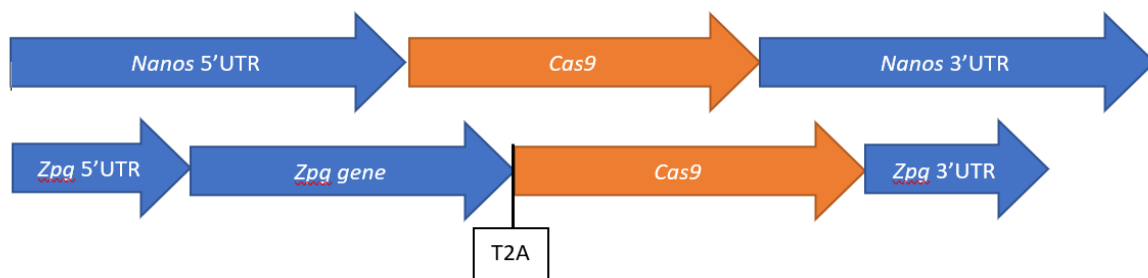 Nanos 5'UTR
Cas9
Nanos 3'UTR
Zpg 5'UTR
Zpg gene
Cas9
Zpg 3'UTR
T2A